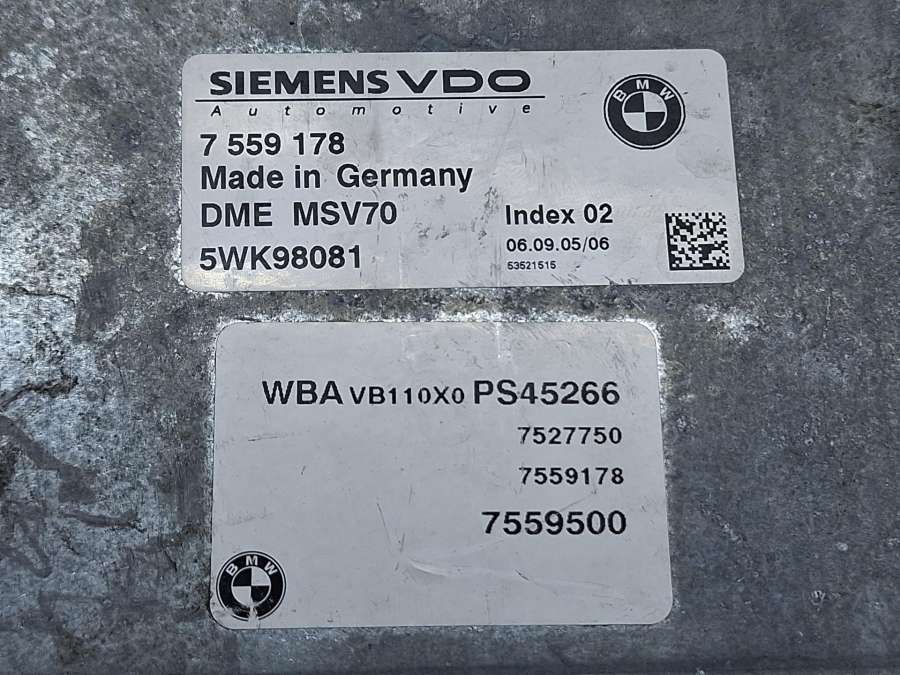 SIEMENS VDO
Automotive
BMW
7 559 178
Made in Germany
DME MSV70
Index 02
5WK98081
06.09.05/06
53521515
WBA VB110X0 PS45266
7527750
7559178
7559500
BMW